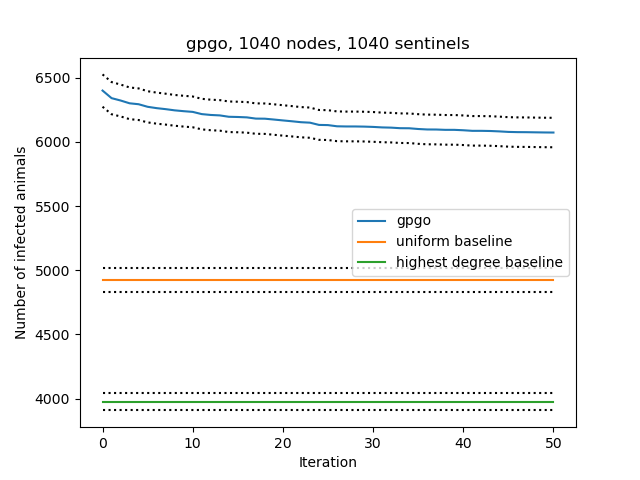 gpgo, 1040 nodes, 1040 sentinels
Number of infected animals
6500
6000
5500
5000
4500
4000
gpgo
uniform baseline
highest degree baseline
0 10 20 30 40 50
Iteration